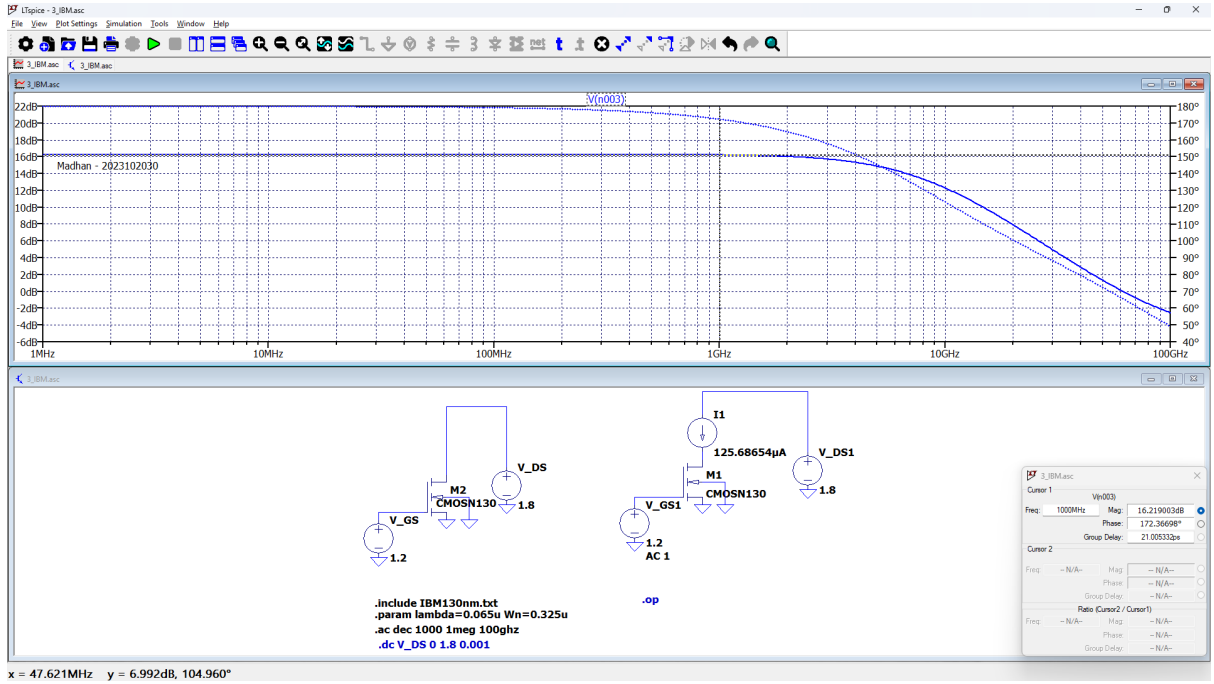 LTspice - 3_IBM.asc
File View Plot Settings Simulation Tools Window Help
3_IBM.asc 3_IBM.asc
3_IBM.asc
V(n003)
22dB 180°
20dB 170°
18dB 160°
16dB 150°
Madhan - 2023102030
14dB 140°
12dB 130°
10dB 120°
8dB 110°
6dB 100°
4dB 90°
2dB 80°
0dB 70°
-2dB 60°
-4dB 50°
-6dB 40°
1MHz 10MHz 100MHz 1GHz 10GHz 100GHz
3_IBM.asc
I1
125.68654µA
V_DS1
1.8
V_DS
1.8
M2
CMOSN130
V_GS
1.2
M1
CMOSN130
V_GS1
1.2
AC 1
.include IBM130nm.txt
.param lambda=0.065u Wn=0.325u
.ac dec 1000 1meg 100ghz
.dc V_DS 0 1.8 0.001
.op
3_IBM.asc
Cursor 1
V(n003)
Freq: 1000MHz Mag: 16.219003dB
Phase: 172.36698°
Group Delay: 21.005332ps
Cursor 2
Freq: -- N/A-- Mag: -- N/A--
Phase: -- N/A--
Group Delay: -- N/A--
Ratio (Cursor2 / Cursor1)
Freq: -- N/A-- Mag: -- N/A--
Phase: -- N/A--
Group Delay: -- N/A--
x = 47.621MHz y = 6.992dB, 104.960°